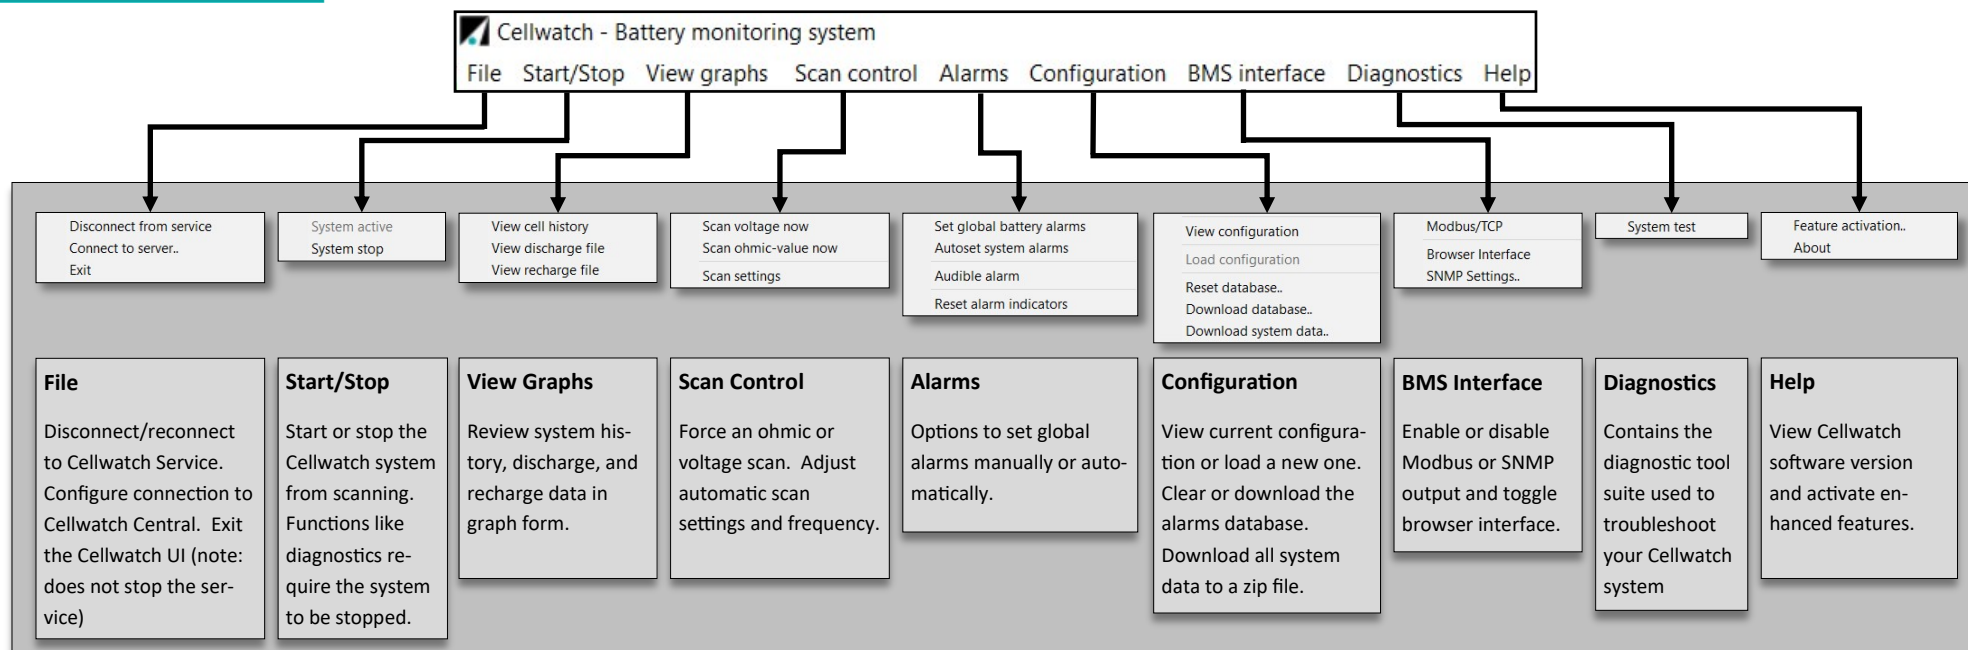 Cellwatch - Battery monitoring system
File Start/Stop View graphs Scan control Alarms Configuration BMS interface Diagnostics Help
Disconnect from service
Connect to server..
Exit
System active
System stop
View cell history
View discharge file
View recharge file
Scan voltage now
Scan ohmic-value now
Scan settings
Set global battery alarms
Autoset system alarms
Audible alarm
Reset alarm indicators
View configuration
Load configuration
Reset database..
Download database..
Download system data..
Modbus/TCP
Browser Interface
SNMP Settings..
System test
Feature activation..
About
File
Disconnect/reconnect
to Cellwatch Service.
Configure connection to
Cellwatch Central.  Exit
the Cellwatch UI (note:
does not stop the ser-
vice)
Start/Stop
Start or stop the
Cellwatch system
from scanning.
Functions like
diagnostics re-
quire the system
to be stopped.
View Graphs
Review system his-
tory, discharge, and
recharge data in
graph form.
Scan Control
Force an ohmic or
voltage scan.  Adjust
automatic scan
settings and frequency.
Alarms
Options to set global
alarms manually or auto-
matically.
Configuration
View current configura-
tion or load a new one.
Clear or download the
alarms database.
Download all system
data to a zip file.
BMS Interface
Enable or disable
Modbus or SNMP
output and toggle
browser interface.
Diagnostics
Contains the
diagnostic tool
suite used to
troubleshoot
your Cellwatch
system
Help
View Cellwatch
software version
and activate en-
hanced features.